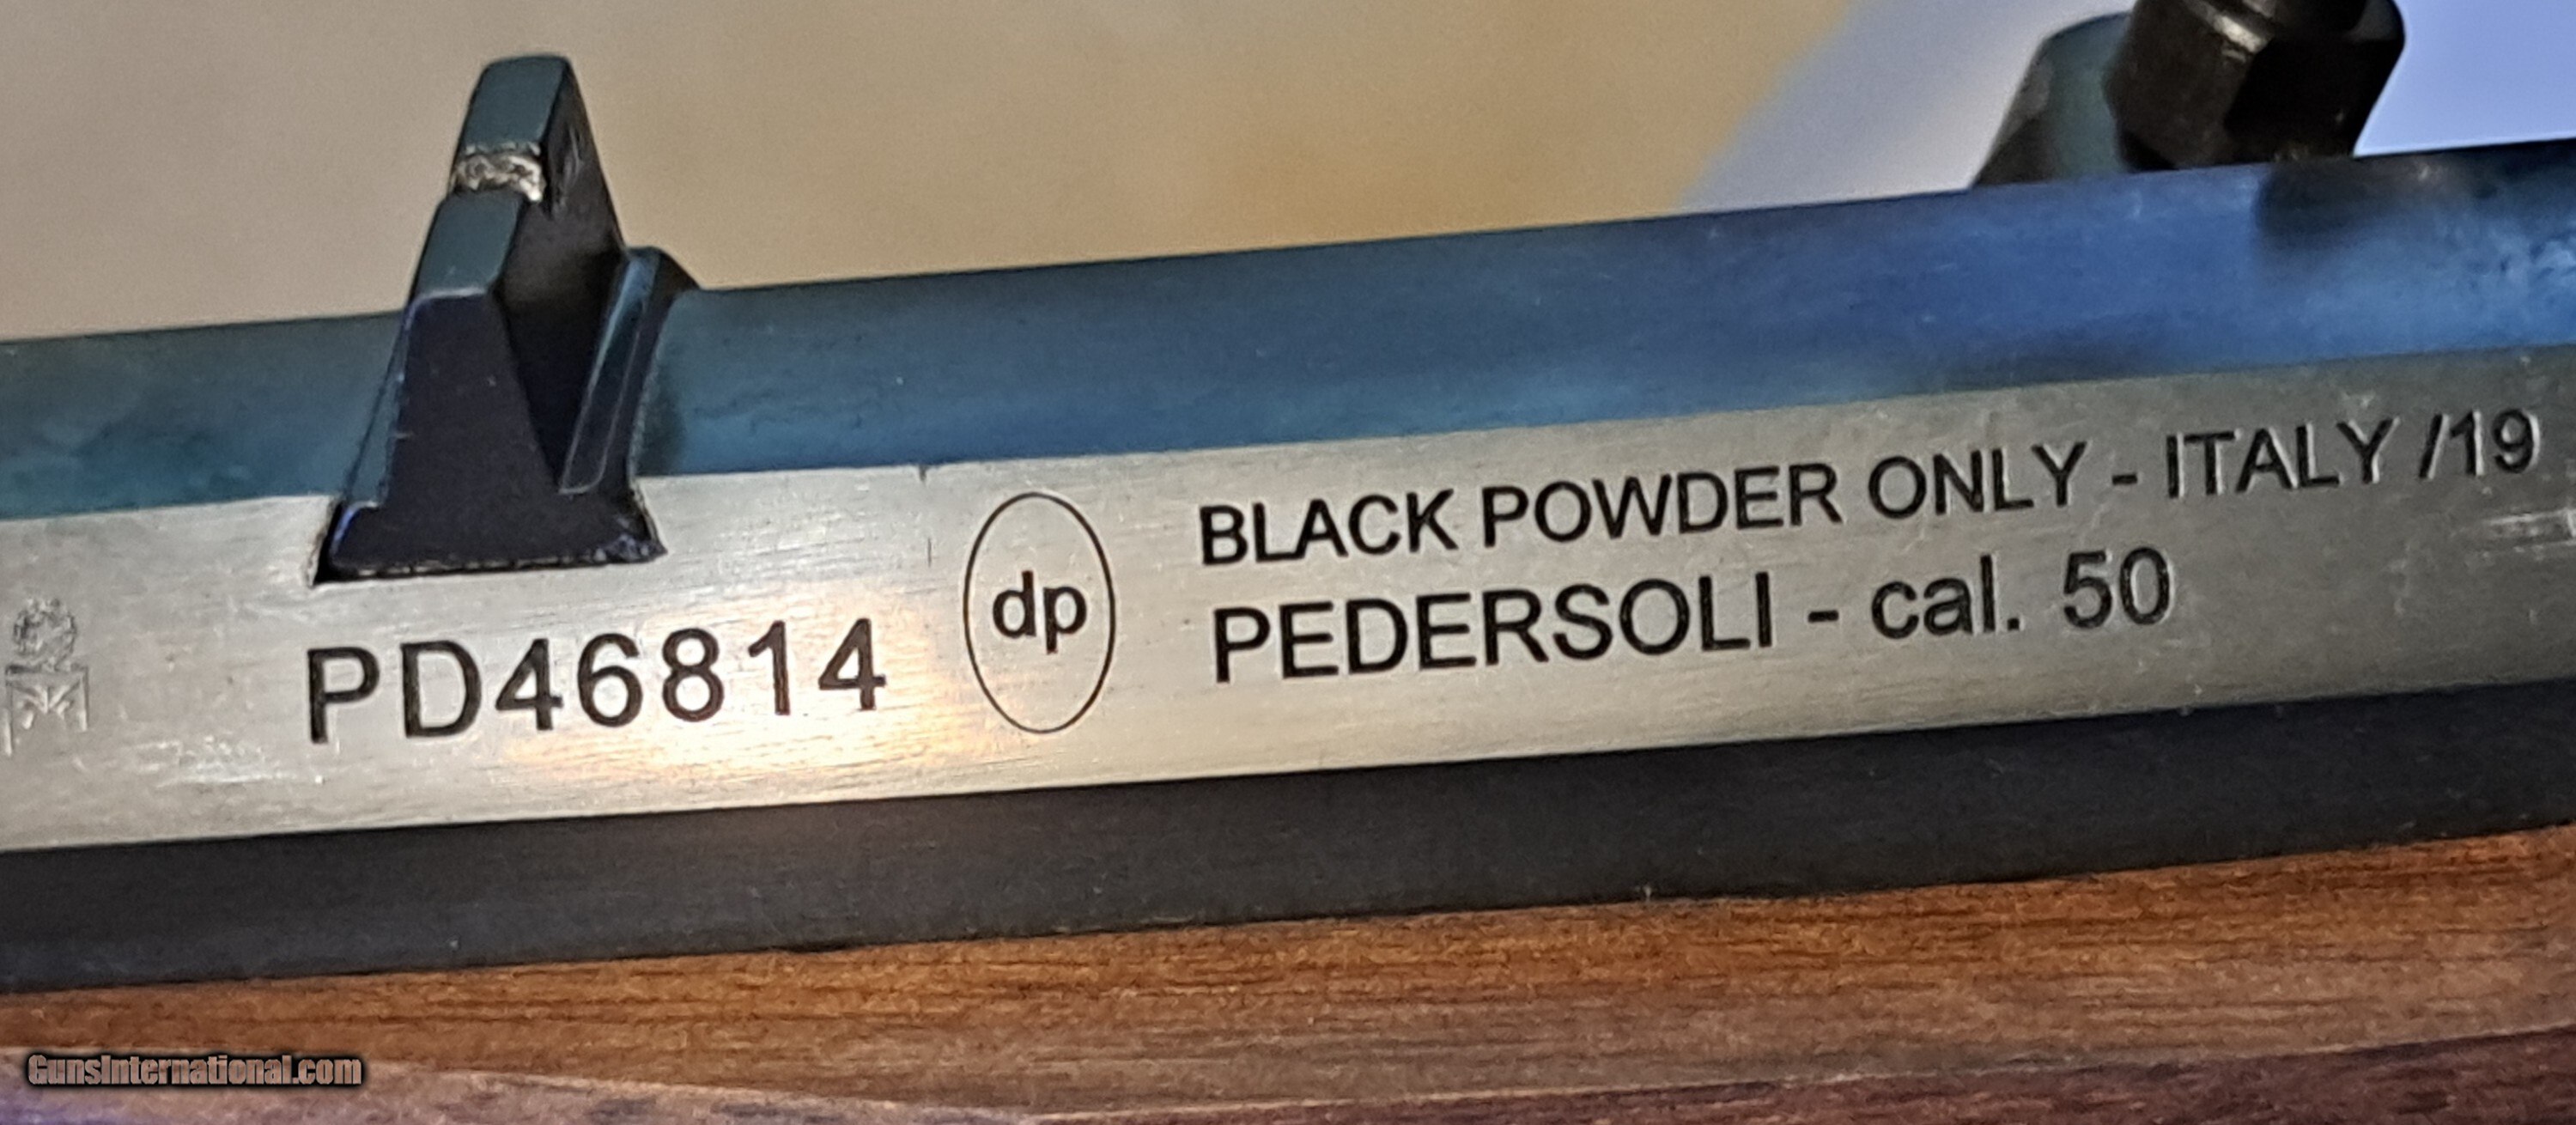 BLACK POWDER ONLY - ITALY /19
PD46814
dp
PEDERSOLI - cal. 50
GunsInternational.com